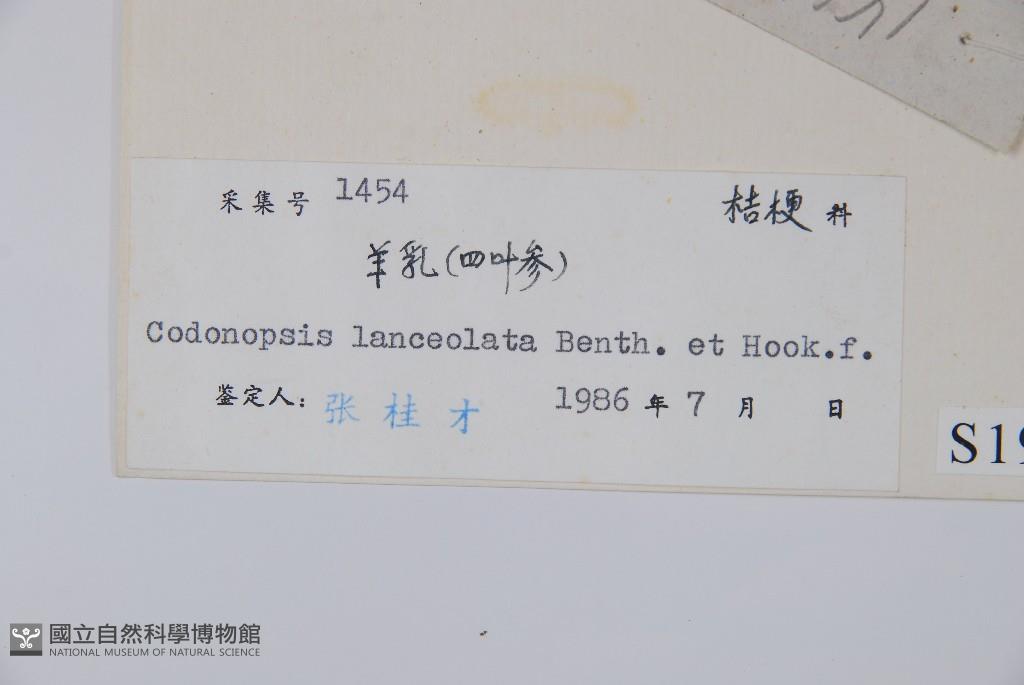 采集号 1454 桔梗 科
羊乳(四叶参)
Codonopsis lanceolata Benth. et Hook.f.
鉴定人: 张桂才 1986 年 7 月 日
S19
國立自然科學博物館
NATIONAL MUSEUM OF NATURAL SCIENCE